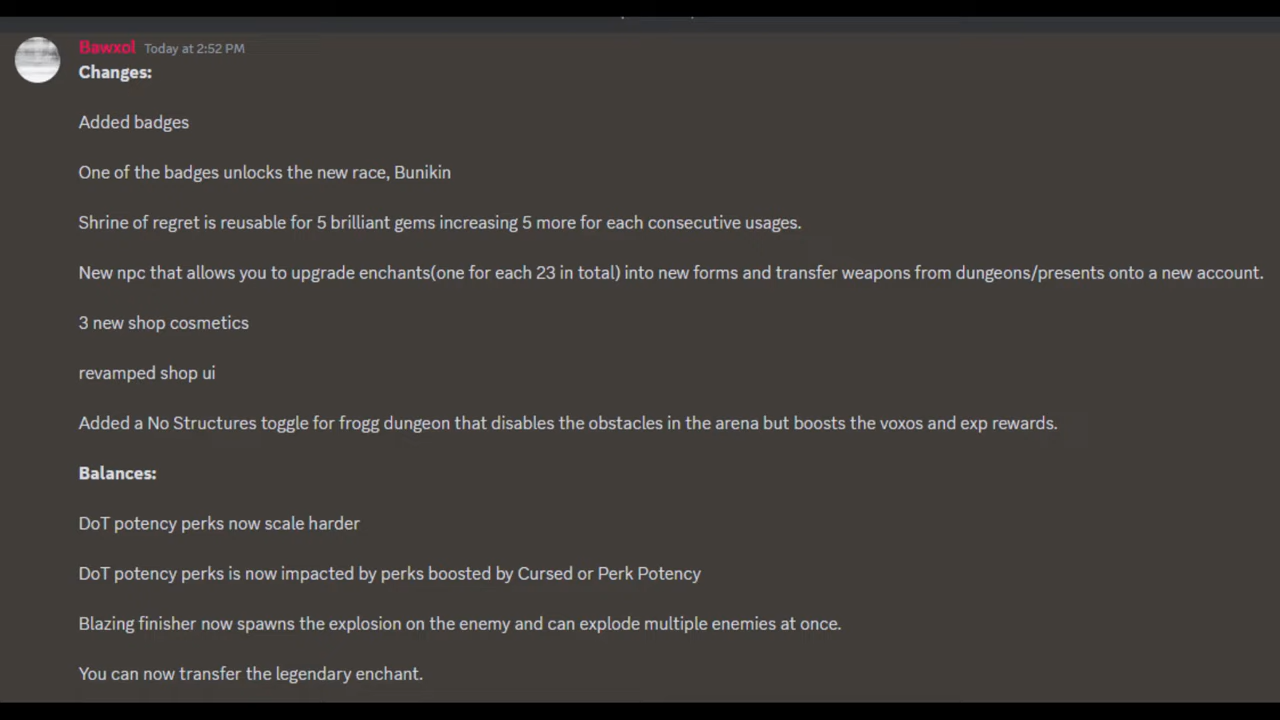 Bawxol Today at 2:52 PM
Changes:
Added badges
One of the badges unlocks the new race, Bunikin
Shrine of regret is reusable for 5 brilliant gems increasing 5 more for each consecutive usages.
New npc that allows you to upgrade enchants(one for each 23 in total) into new forms and transfer weapons from dungeons/presents onto a new account.
3 new shop cosmetics
revamped shop ui
Added a No Structures toggle for frogg dungeon that disables the obstacles in the arena but boosts the voxos and exp rewards.
Balances:
DoT potency perks now scale harder
DoT potency perks is now impacted by perks boosted by Cursed or Perk Potency
Blazing finisher now spawns the explosion on the enemy and can explode multiple enemies at once.
You can now transfer the legendary enchant.